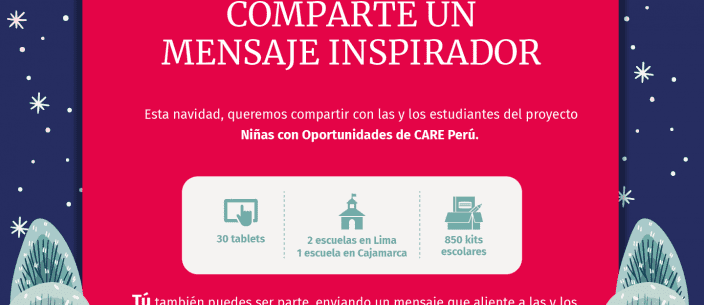 COMPARTE UN
MENSAJE INSPIRADOR
Esta navidad, queremos compartir con las y los estudiantes del proyecto
Niñas con Oportunidades de CARE Perú.
30 tablets
2 escuelas en Lima
1 escuela en Cajamarca
850 kits
escolares
Tú también puedes ser parte, enviando un mensaje que aliente a las y los